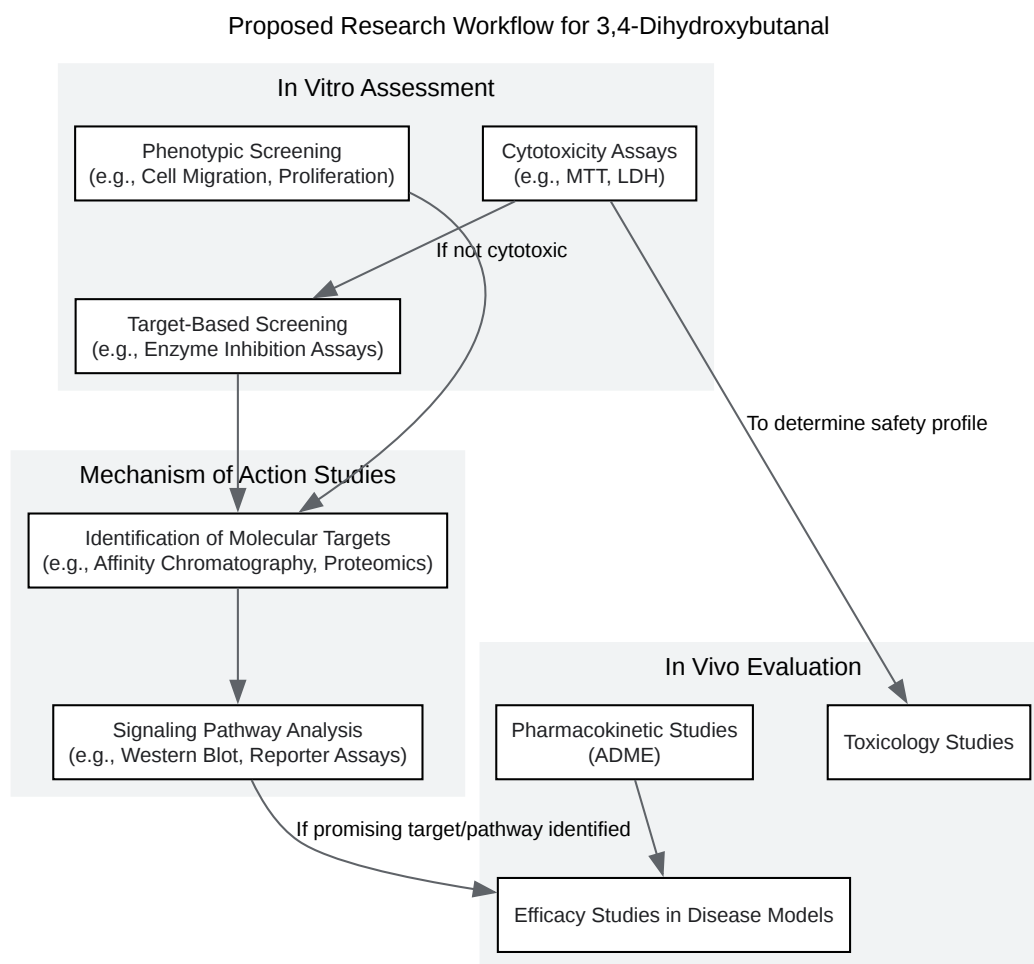 Proposed Research Workflow for 3,4-Dihydroxybutanal
In Vitro Assessment
Phenotypic Screening
(e.g., Cell Migration, Proliferation)
Cytotoxicity Assays
(e.g., MTT, LDH)
If not cytotoxic
Target-Based Screening
(e.g., Enzyme Inhibition Assays)
To determine safety profile
Mechanism of Action Studies
Identification of Molecular Targets
(e.g., Affinity Chromatography, Proteomics)
In Vivo Evaluation
Signaling Pathway Analysis
(e.g., Western Blot, Reporter Assays)
Pharmacokinetic Studies
(ADME)
Toxicology Studies
If promising target/pathway identified
Efficacy Studies in Disease Models